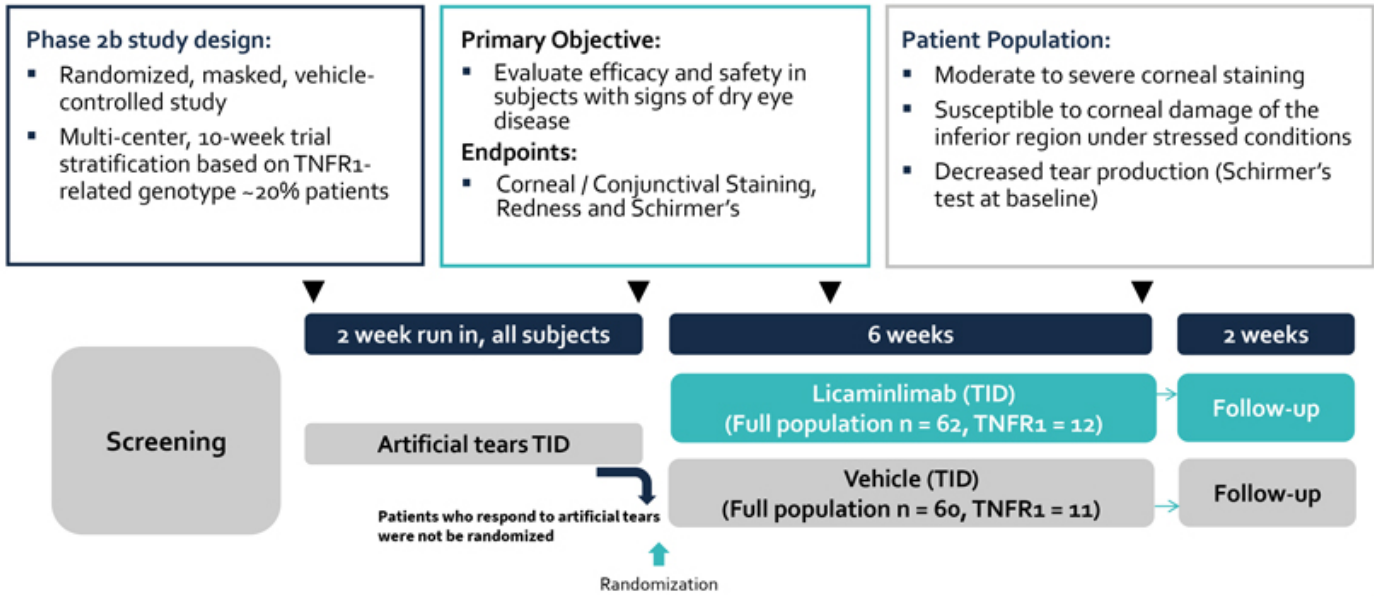 Phase 2b study design:
▪ Randomized, masked, vehicle-
controlled study
▪ Multi-center, 10-week trial
stratification based on TNFR1-
related genotype ~20% patients
Primary Objective:
▪ Evaluate efficacy and safety in
subjects with signs of dry eye
disease
Endpoints:
▪ Corneal / Conjunctival Staining,
Redness and Schirmer’s
Patient Population:
▪ Moderate to severe corneal staining
▪ Susceptible to corneal damage of the
inferior region under stressed conditions
▪ Decreased tear production (Schirmer’s
test at baseline)
2 week run in, all subjects
6 weeks
2 weeks
Screening
Artificial tears TID
Licaminlimab (TID)
(Full population n = 62, TNFR1 = 12)
Follow-up
Vehicle (TID)
(Full population n = 60, TNFR1 = 11)
Follow-up
Patients who respond to artificial tears
were not be randomized
Randomization